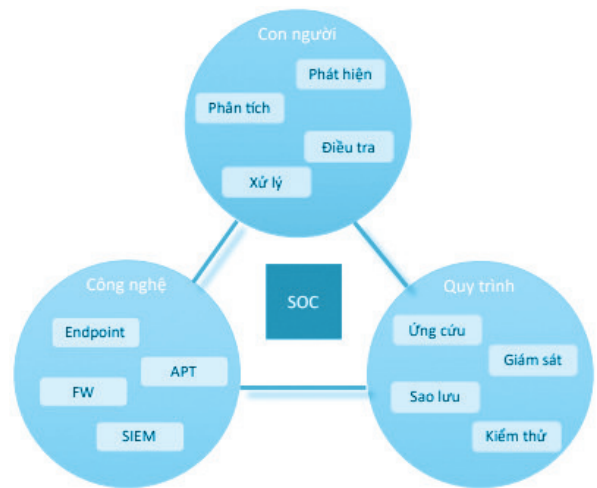 Con người
Phát hiện
Phân tích
Điều tra
Xử lý
SOC
Công nghệ
Endpoint
APT
FW
SIEM
Quy trình
Ứng cứu
Giám sát
Sao lưu
Kiểm thử